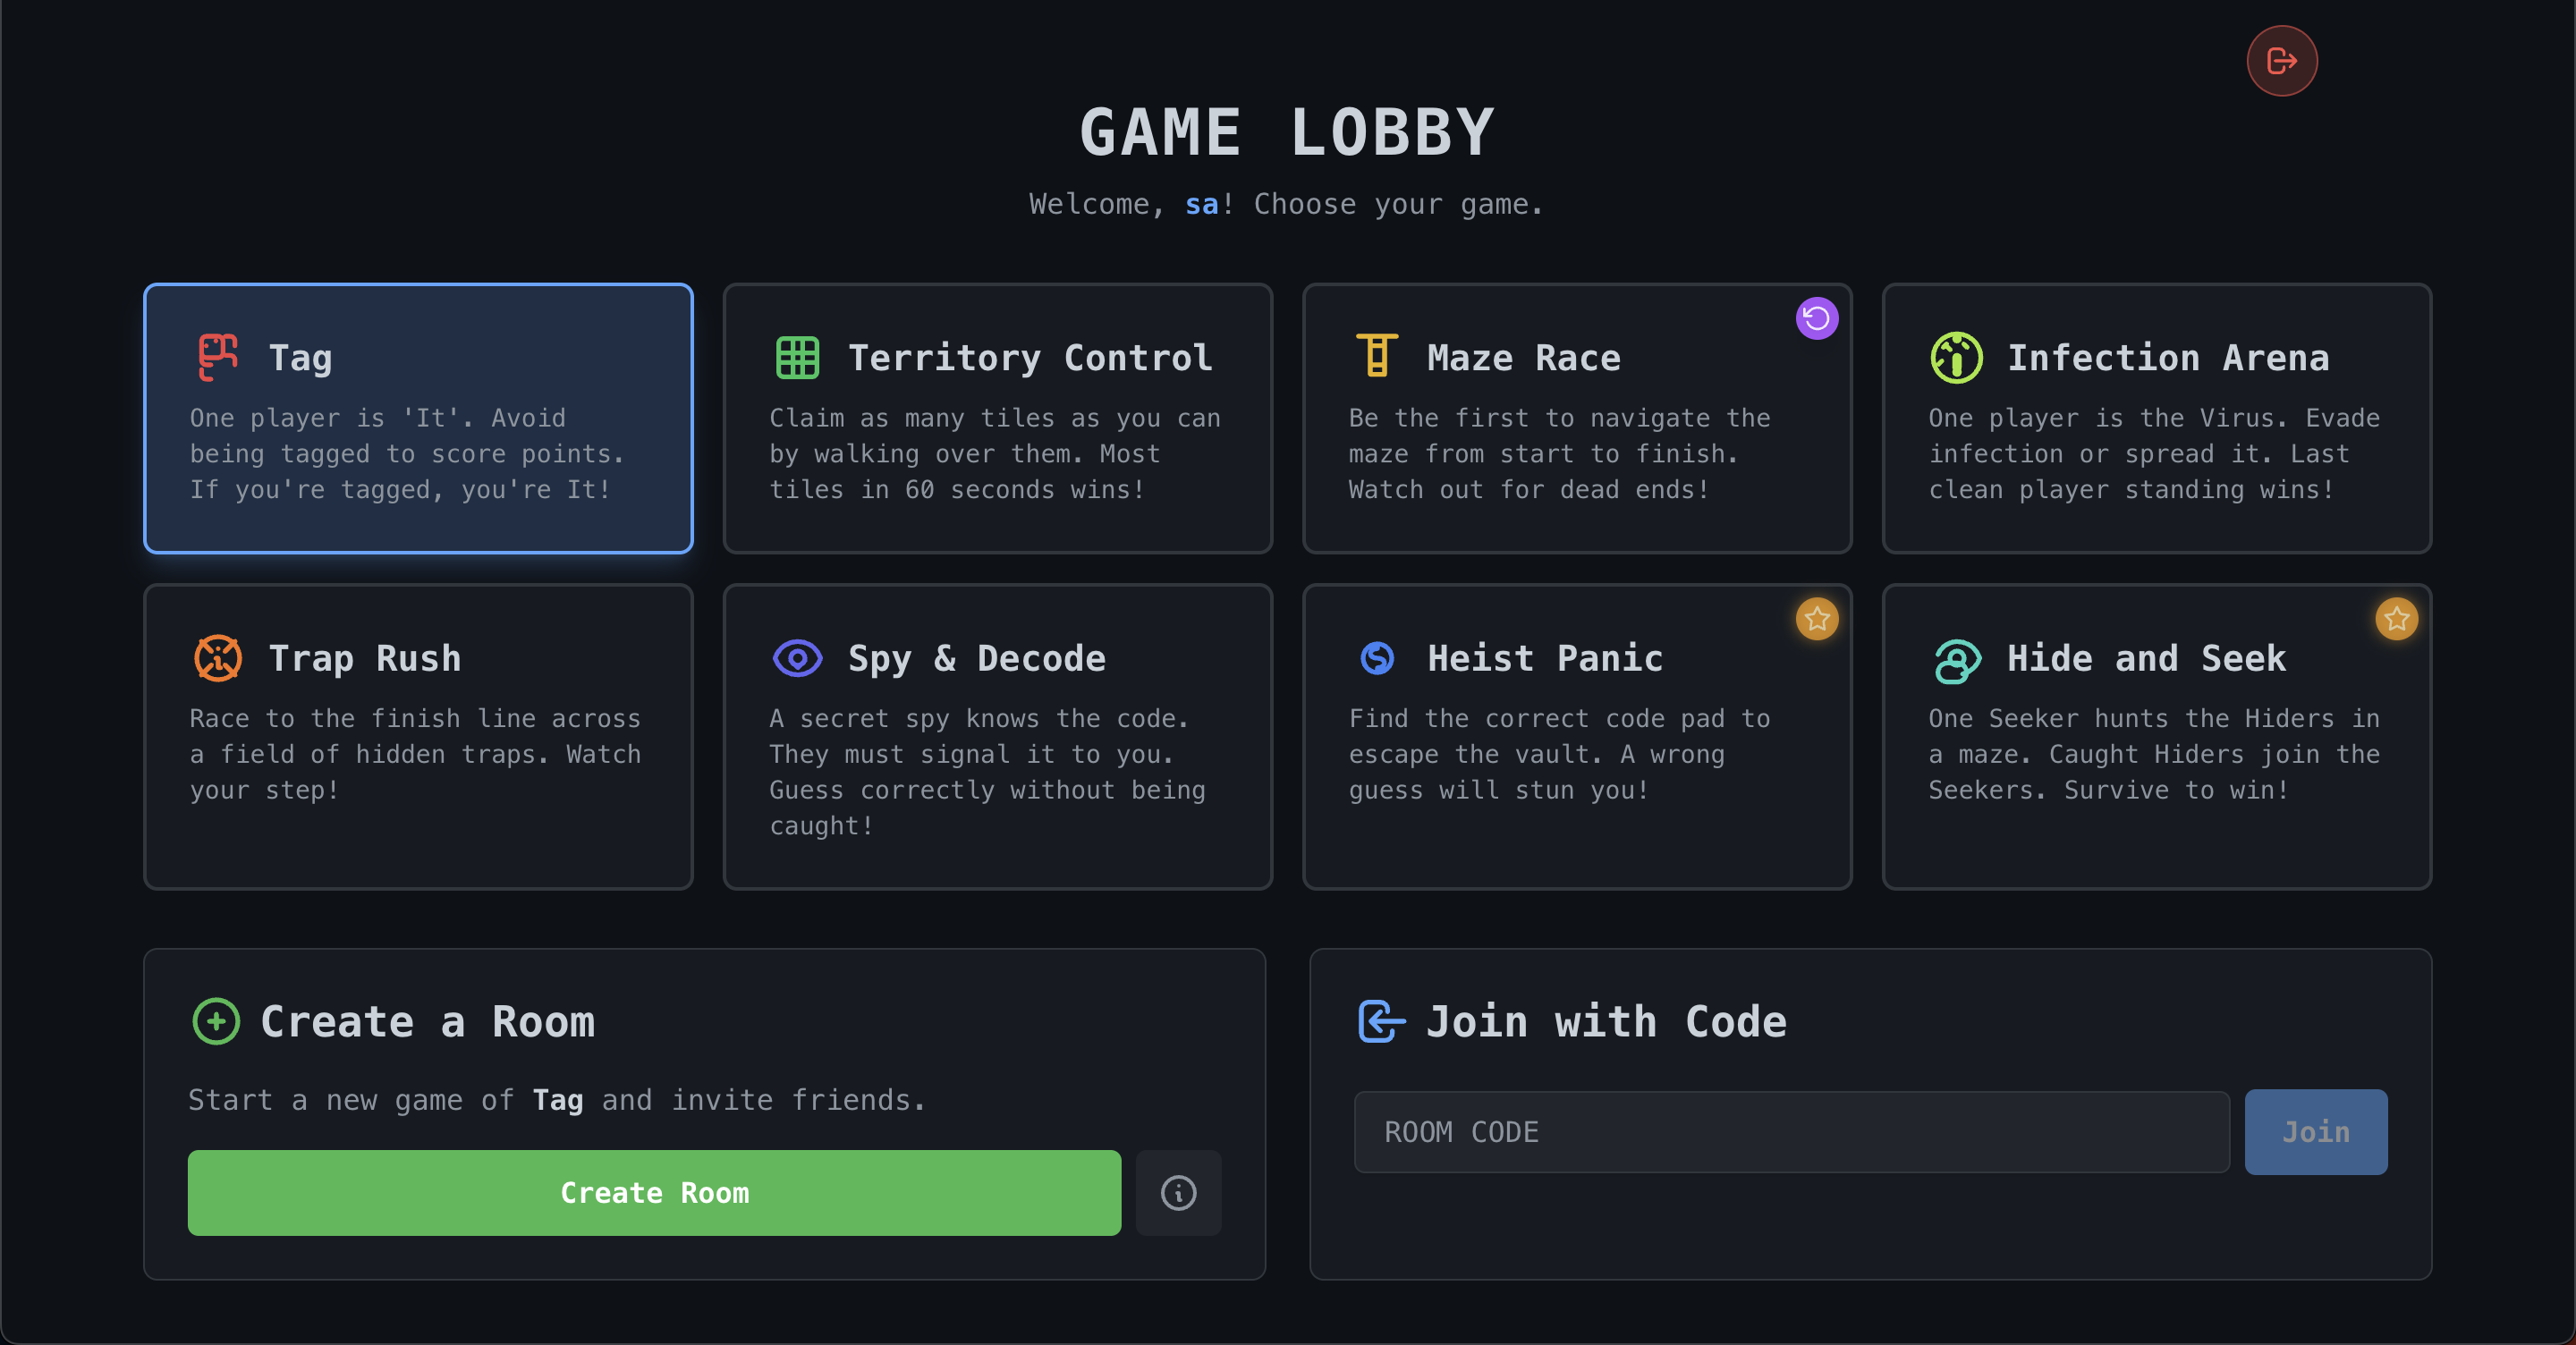 GAME LOBBY
Welcome, sa! Choose your game.
Tag
One player is 'It'. Avoid
being tagged to score points.
If you're tagged, you're It!
Territory Control
Claim as many tiles as you can
by walking over them. Most
tiles in 60 seconds wins!
Maze Race
Be the first to navigate the
maze from start to finish.
Watch out for dead ends!
Infection Arena
One player is the Virus. Evade
infection or spread it. Last
clean player standing wins!
Trap Rush
Race to the finish line across
a field of hidden traps. Watch
your step!
Spy & Decode
A secret spy knows the code.
They must signal it to you.
Guess correctly without being
caught!
Heist Panic
Find the correct code pad to
escape the vault. A wrong
guess will stun you!
Hide and Seek
One Seeker hunts the Hiders in
a maze. Caught Hiders join the
Seekers. Survive to win!
Create a Room
Start a new game of Tag and invite friends.
Create Room
Join with Code
ROOM CODE
Join